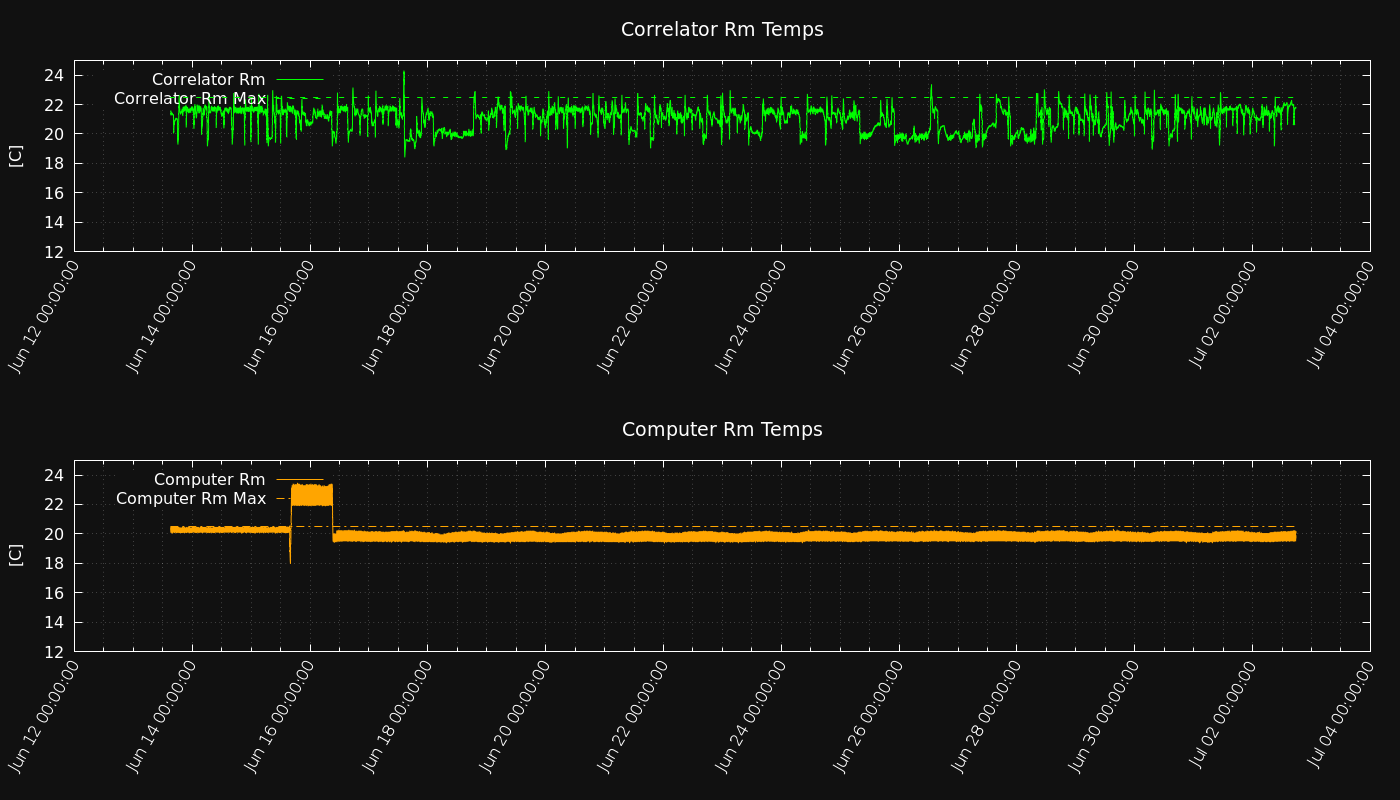 Correlator Rm Temps
Correlator Rm
Correlator Rm Max
[C]
24
22
20
18
16
14
12
Jun 12 00:00:00
Jun 14 00:00:00
Jun 16 00:00:00
Jun 18 00:00:00
Jun 20 00:00:00
Jun 22 00:00:00
Jun 24 00:00:00
Jun 26 00:00:00
Jun 28 00:00:00
Jun 30 00:00:00
Jul 02 00:00:00
Jul 04 00:00:00
Computer Rm Temps
Computer Rm
Computer Rm Max
[C]
24
22
20
18
16
14
12
Jun 12 00:00:00
Jun 14 00:00:00
Jun 16 00:00:00
Jun 18 00:00:00
Jun 20 00:00:00
Jun 22 00:00:00
Jun 24 00:00:00
Jun 26 00:00:00
Jun 28 00:00:00
Jun 30 00:00:00
Jul 02 00:00:00
Jul 04 00:00:00